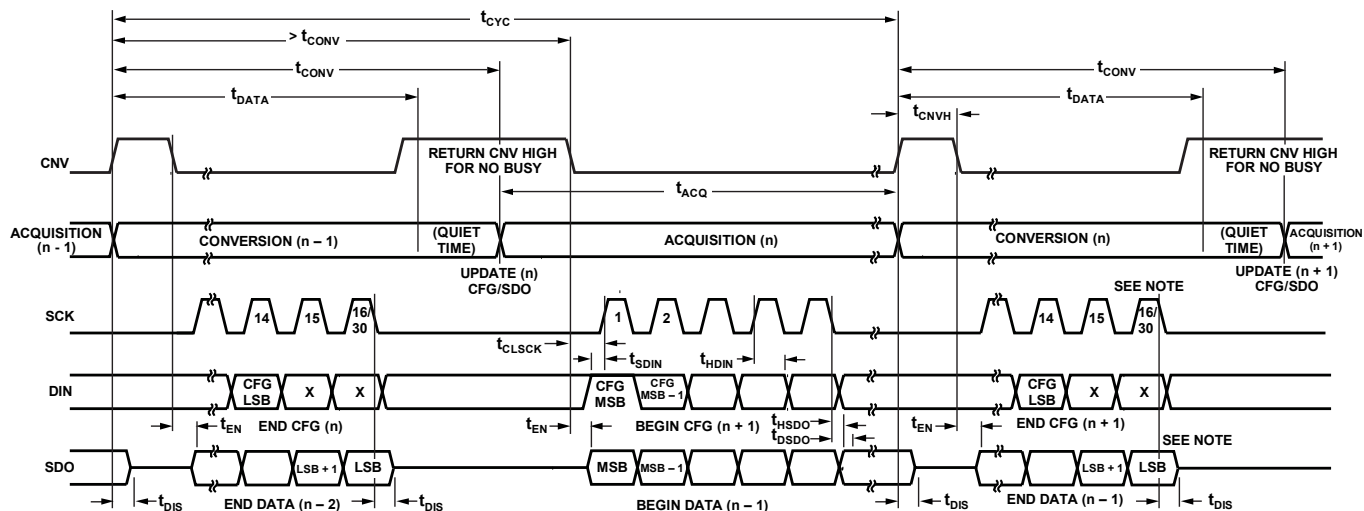 tCYC
> tCONV
tCONV
tCONV
tDATA
tDATA
tCNVH
CNV
RETURN CNV HIGH
FOR NO BUSY
RETURN CNV HIGH
FOR NO BUSY
tACQ
ACQUISITION
(n - 1)
CONVERSION (n – 1)
(QUIET
TIME)
ACQUISITION (n)
CONVERSION (n)
(QUIET
TIME)
ACQUISITION
(n + 1)
UPDATE (n)
CFG/SDO
UPDATE (n + 1)
CFG/SDO
SEE NOTE
SCK
14
15
16/
30
1
2
14
15
16/
30
tCLSCK
tSDIN
tHDIN
DIN
CFG
LSB
X
X
CFG
MSB
CFG
MSB – 1
CFG
LSB
X
X
tEN
END CFG (n)
tEN
BEGIN CFG (n + 1)
tHSDO
tDSDO
tEN
END CFG (n + 1)
SEE NOTE
SDO
LSB + 1
LSB
MSB
MSB – 1
LSB + 1
LSB
tDIS
END DATA (n – 2)
tDIS
BEGIN DATA (n – 1)
tDIS
END DATA (n – 1)
tDIS